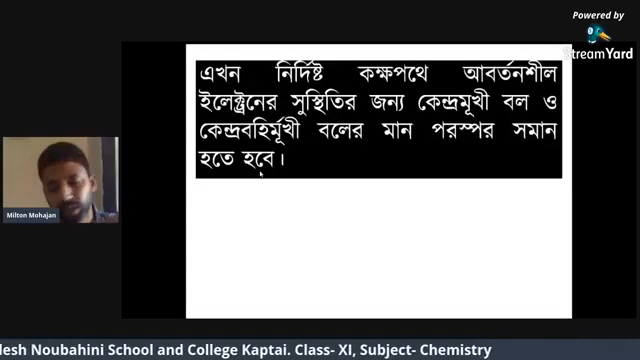 Powered by
StreamYard
এখন নির্দিষ্ট কক্ষপথে আবর্তনশীল
ইলেক্ট্রনের সুস্থিতির জন্য কেন্দ্রমূখী বল ও
কেন্দ্রবহির্মূখী বলের মান পরস্পর সমান
হতে হবে।
Milton Mohajan
lesh Noubahini School and College Kaptai. Class- XI, Subject- Chemistry